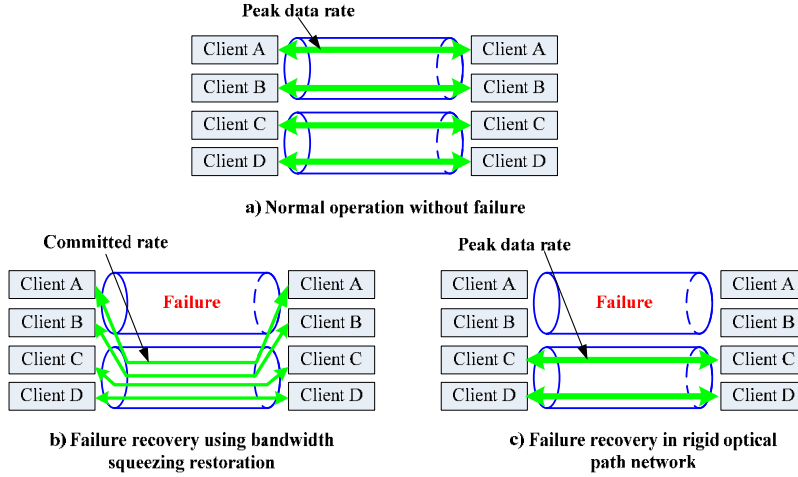 Peak data rate
Client A
Client A
Client B
Client B
Client C
Client C
Client D
Client D
a) Normal operation without failure
Committed rate
Client A
Failure
Client A
Client B
Client B
Client C
Client C
Client D
Client D
b) Failure recovery using bandwidth
squeezing restoration
Peak data rate
Client A
Failure
Client A
Client B
Client B
Client C
Client C
Client D
Client D
c) Failure recovery in rigid optical
path network